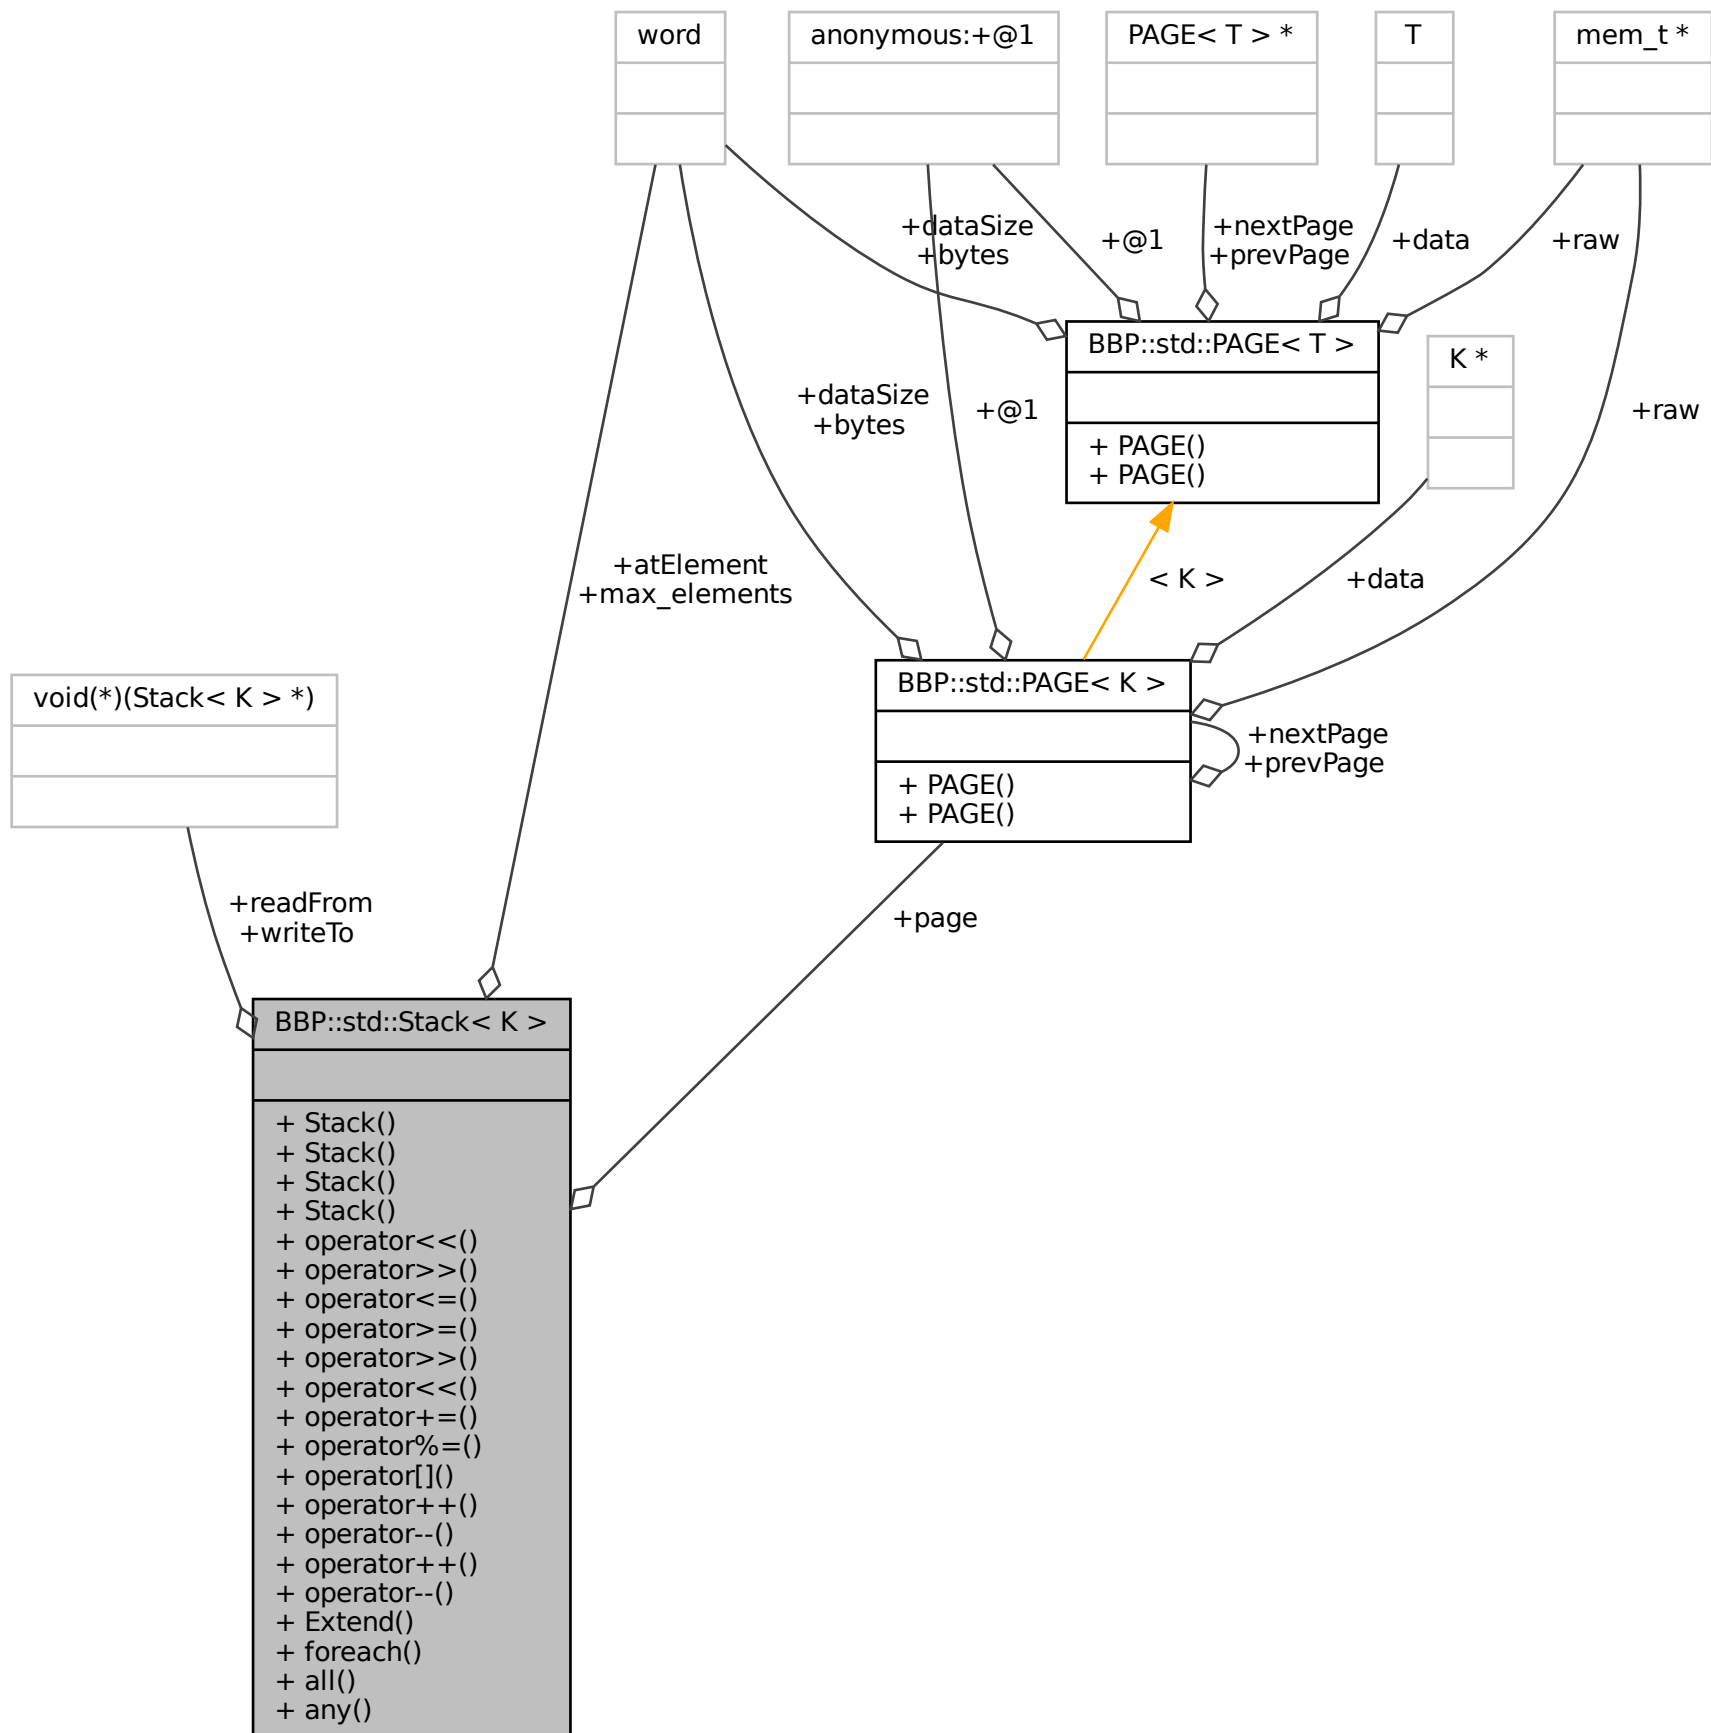 word
anonymous:+@1
PAGE< T > *
T
mem_t *
+dataSize
+bytes
+@1
+nextPage
+prevPage
+data
+raw
BBP::std::PAGE< T >
+ PAGE()
+ PAGE()
K *
+dataSize
+bytes
+@1
+raw
+atElement
+max_elements
< K >
+data
BBP::std::PAGE< K >
+ PAGE()
+ PAGE()
+nextPage
+prevPage
void(*)(Stack< K > *)
+readFrom
+writeTo
+page
BBP::std::Stack< K >
+ Stack()
+ Stack()
+ Stack()
+ Stack()
+ operator<<()
+ operator>>()
+ operator<=()
+ operator>=()
+ operator>>()
+ operator<<()
+ operator+=()
+ operator%=()
+ operator[]()
+ operator++()
+ operator--()
+ operator++()
+ operator--()
+ Extend()
+ foreach()
+ all()
+ any()